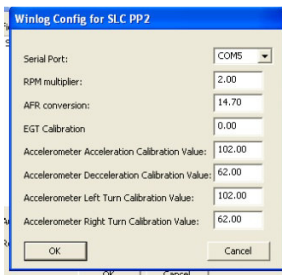 Winlog Config for SLC PP2
Serial Port: COM5
RPM multiplier: 2.00
AFR conversion: 14.70
EGT Calibration 0.00
Accelerometer Acceleration Calibration Value: 102.00
Accelerometer Decceleration Calibration Value: 62.00
Accelerometer Left Turn Calibration Value: 102.00
Accelerometer Right Turn Calibration Value: 62.00
OK Cancel
OK Cancel